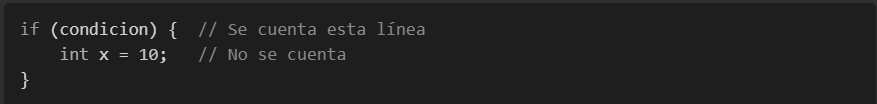 if (condicion) {  // Se cuenta esta línea
    int x = 10;   // No se cuenta
}